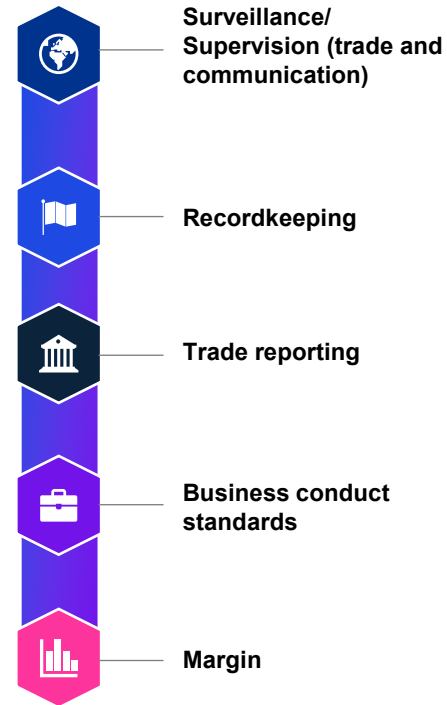 Surveillance/
Supervision (trade and
communication)
Recordkeeping
Trade reporting
Business conduct
standards
Margin